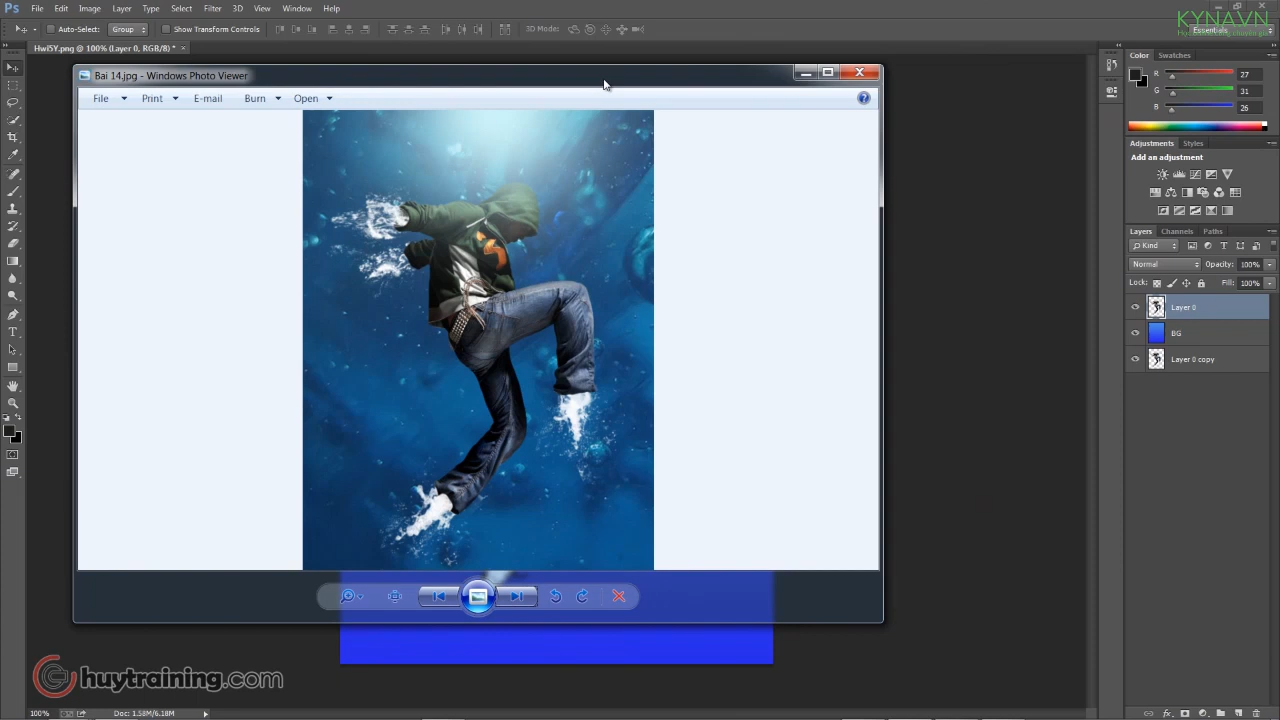 Ps File Edit Image Layer Type Select Filter 3D View Window Help
KYNA.VN
Auto-Select: Group Show Transform Controls 3D Mode: Essentials
HwI5Y.png @ 100% (Layer 0, RGB/8) * ×
Bai 14.jpg - Windows Photo Viewer
File Print E-mail Burn Open
Color Swatches
R 27
G 31
B 26
Adjustments Styles
Add an adjustment
Layers Channels Paths
Kind
Normal Opacity: 100%
Lock: Fill: 100%
Layer 0
BG
Layer 0 copy
huytraining.com
100% Doc: 1.58M/6.18M